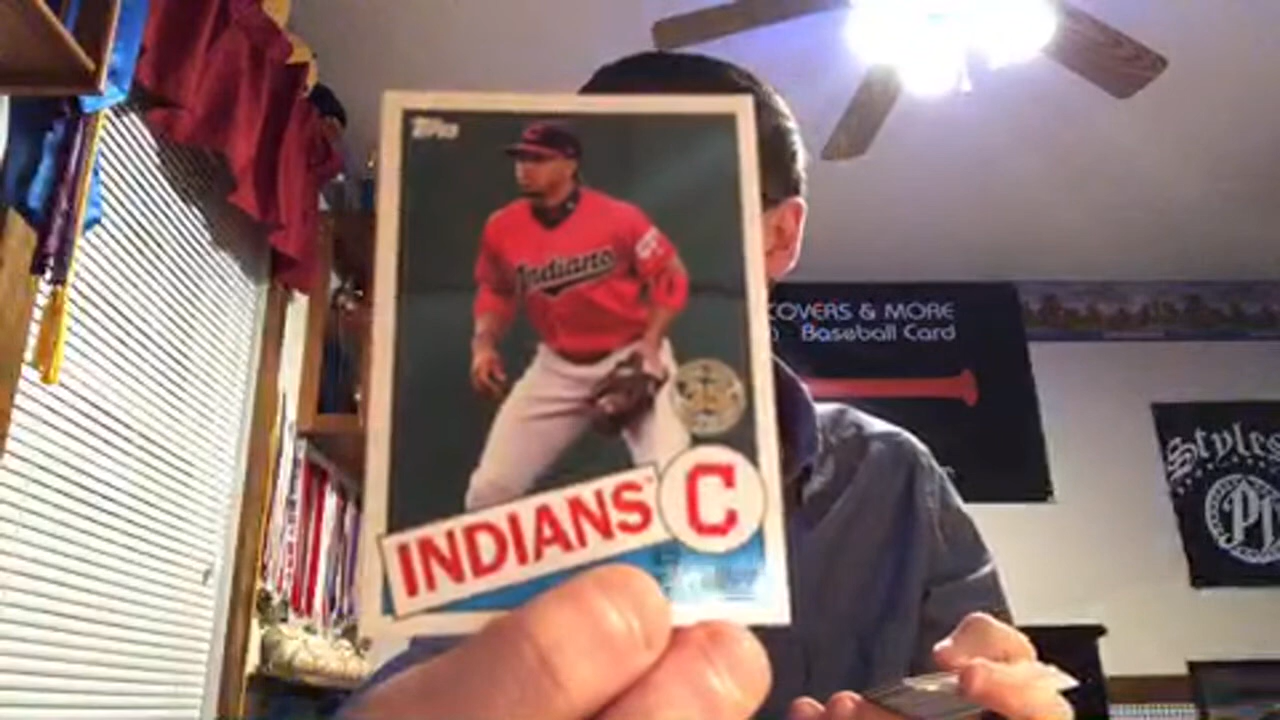 Topps
Indians
INDIANS
C
COVERS & MORE
Baseball Card
Styles